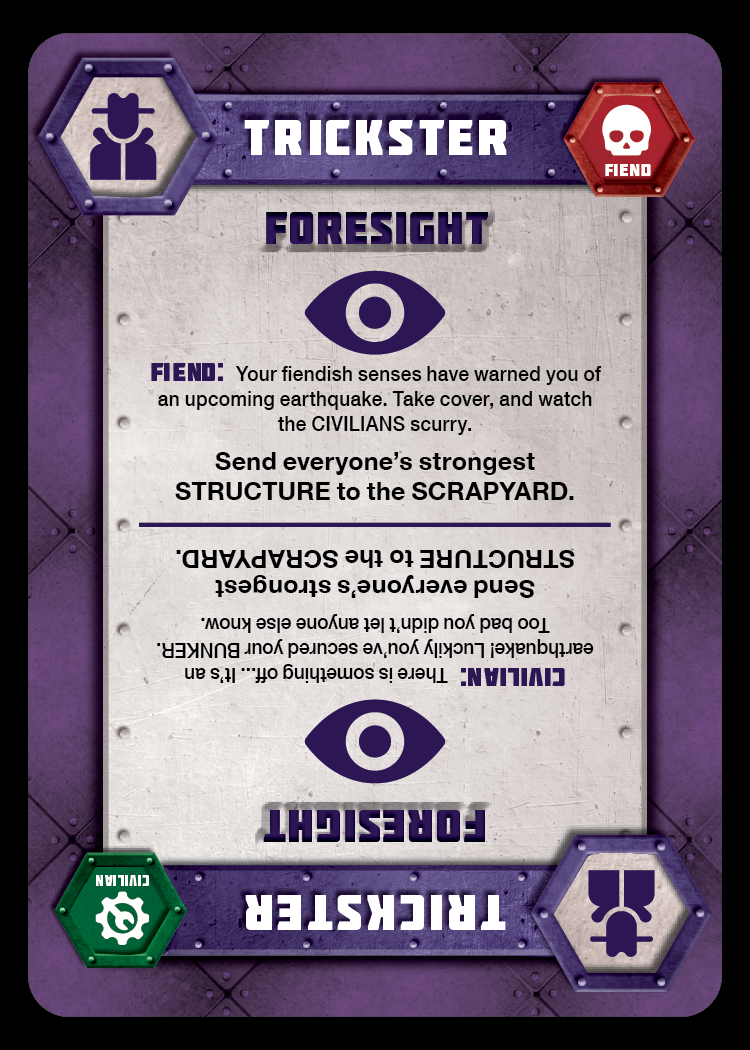 TRICKSTER
FIEND
FORESIGHT
FIEND: Your fiendish senses have warned you of
an upcoming earthquake. Take cover, and watch
the CIVILIANS scurry.
Send everyone's strongest
STRUCTURE to the SCRAPYARD.
TRICKSTER
CIVILIAN
FORESIGHT
CIVILIAN: There is something off... It's an
earthquake! Luckily you've secured your BUNKER.
Too bad you didn't let anyone else know.
Send everyone's strongest
STRUCTURE to the SCRAPYARD.